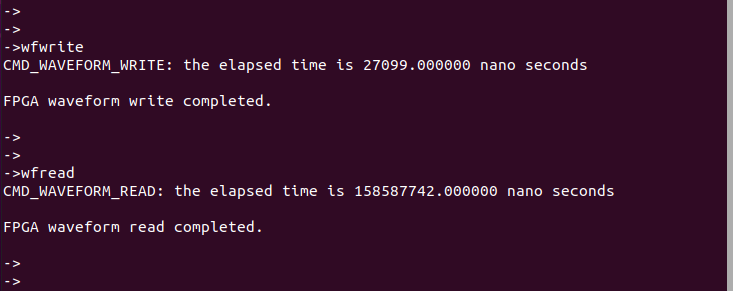 ->
->
->wfwrite
CMD_WAVEFORM_WRITE: the elapsed time is 27099.000000 nano seconds
FPGA waveform write completed.
->
->
->wfread
CMD_WAVEFORM_READ: the elapsed time is 158587742.000000 nano seconds
FPGA waveform read completed.
->
->